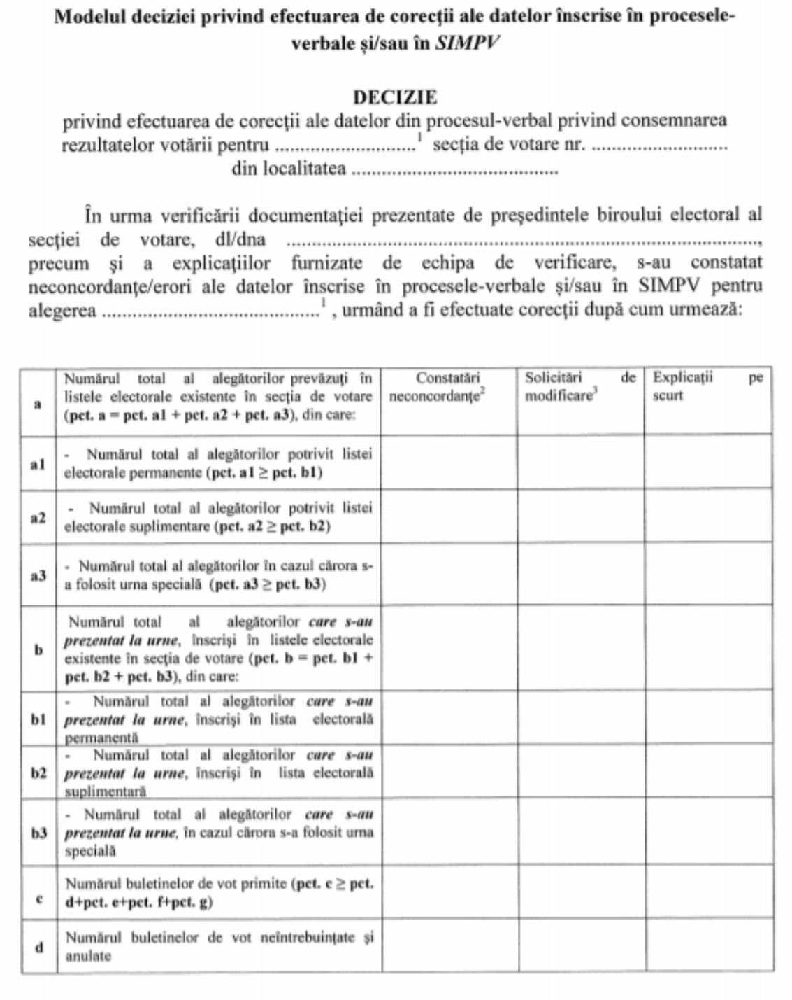 Modelul deciziei privind efectuarea de corecţii ale datelor înscrise în procesele-
verbale și/sau în SIMPV
DECIZIE
privind efectuarea de corecţii ale datelor din procesul-verbal privind consemnarea
rezultatelor votării pentru ............................¹ secţia de votare nr. ...........................
din localitatea .........................................
În urma verificării documentaţiei prezentate de preşedintele biroului electoral al
secţiei de votare, dl/dna .............................................................................................,
precum şi a explicaţiilor furnizate de echipa de verificare, s-au constatat
neconcordanţe/erori ale datelor înscrise în procesele-verbale și/sau în SIMPV pentru
alegerea ...........................................¹ , urmând a fi efectuate corecţii după cum urmează:
a
Numărul total al alegătorilor prevăzuţi în
listele electorale existente în secţia de votare
(pct. a = pct. a1 + pct. a2 + pct. a3), din care:
Constatări
neconcordanţe²
Solicitări de
modificare³
Explicaţii pe
scurt
a1
- Numărul total al alegătorilor potrivit listei
electorale permanente (pct. a1 ≥ pct. b1)
a2
- Numărul total al alegătorilor potrivit listei
electorale suplimentare (pct. a2 ≥ pct. b2)
a3
- Numărul total al alegătorilor în cazul cărora s-
a folosit urna specială (pct. a3 ≥ pct. b3)
b
Numărul total al alegătorilor care s-au
prezentat la urne, înscrişi în listele electorale
existente în secţia de votare (pct. b = pct. b1 +
pct. b2 + pct. b3), din care:
b1
- Numărul total al alegătorilor care s-au
prezentat la urne, înscrişi în lista electorală
permanentă
b2
- Numărul total al alegătorilor care s-au
prezentat la urne, înscrişi în lista electorală
suplimentară
b3
- Numărul total al alegătorilor care s-au
prezentat la urne, în cazul cărora s-a folosit urna
specială
c
Numărul buletinelor de vot primite (pct. c ≥ pct.
d+pct. e+pct. f+pct. g)
d
Numărul buletinelor de vot neîntrebuinţate şi
anulate